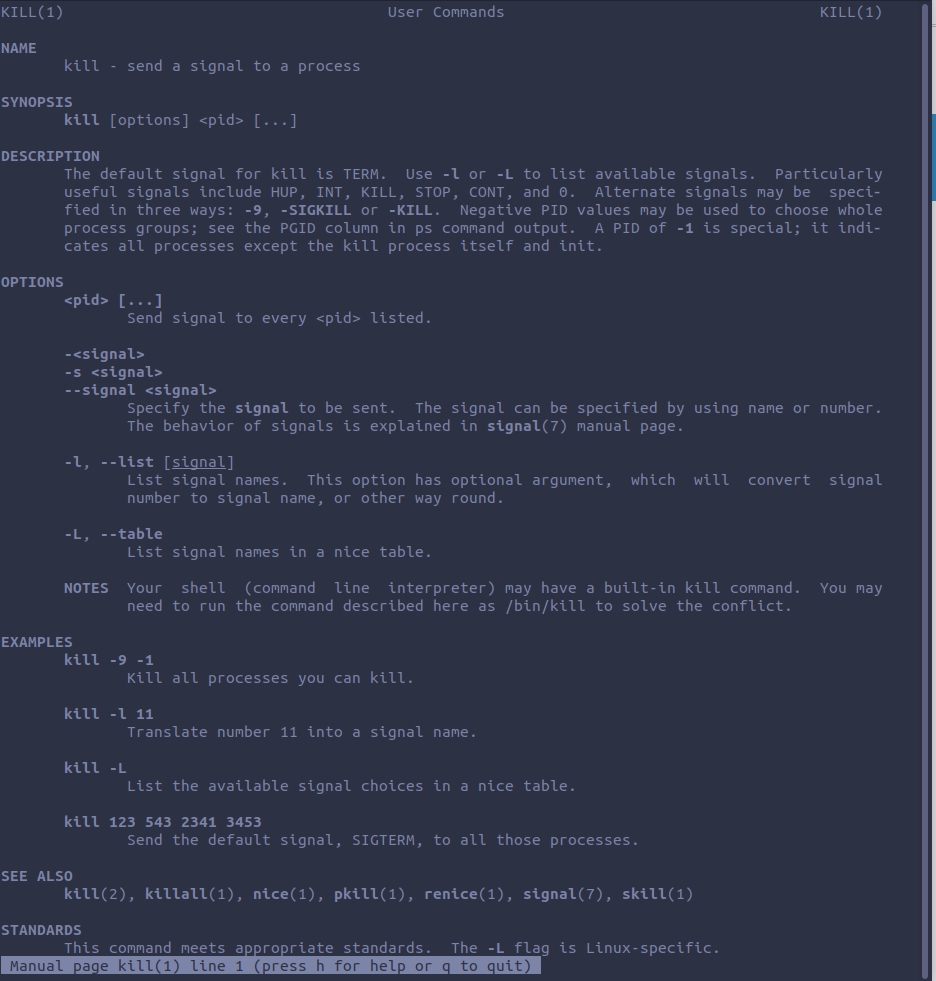 KILL(1) User Commands KILL(1)
NAME
kill - send a signal to a process
SYNOPSIS
kill [options] <pid> [...]
DESCRIPTION
The default signal for kill is TERM.  Use -l or -L to list available signals.  Particularly
useful signals include HUP, INT, KILL, STOP, CONT, and 0.  Alternate signals may be  speci-
fied in three ways: -9, -SIGKILL or -KILL.  Negative PID values may be used to choose whole
process groups; see the PGID column in ps command output.  A PID of -1 is special; it indi-
cates all processes except the kill process itself and init.
OPTIONS
<pid> [...]
Send signal to every <pid> listed.
-<signal>
-s <signal>
--signal <signal>
Specify the signal to be sent.  The signal can be specified by using name or number.
The behavior of signals is explained in signal(7) manual page.
-l, --list [signal]
List signal names.  This option has optional argument,  which  will  convert  signal
number to signal name, or other way round.
-L, --table
List signal names in a nice table.
NOTES  Your  shell  (command  line  interpreter) may have a built-in kill command.  You may
need to run the command described here as /bin/kill to solve the conflict.
EXAMPLES
kill -9 -1
Kill all processes you can kill.
kill -l 11
Translate number 11 into a signal name.
kill -L
List the available signal choices in a nice table.
kill 123 543 2341 3453
Send the default signal, SIGTERM, to all those processes.
SEE ALSO
kill(2), killall(1), nice(1), pkill(1), renice(1), signal(7), skill(1)
STANDARDS
This command meets appropriate standards.  The -L flag is Linux-specific.
Manual page kill(1) line 1 (press h for help or q to quit)